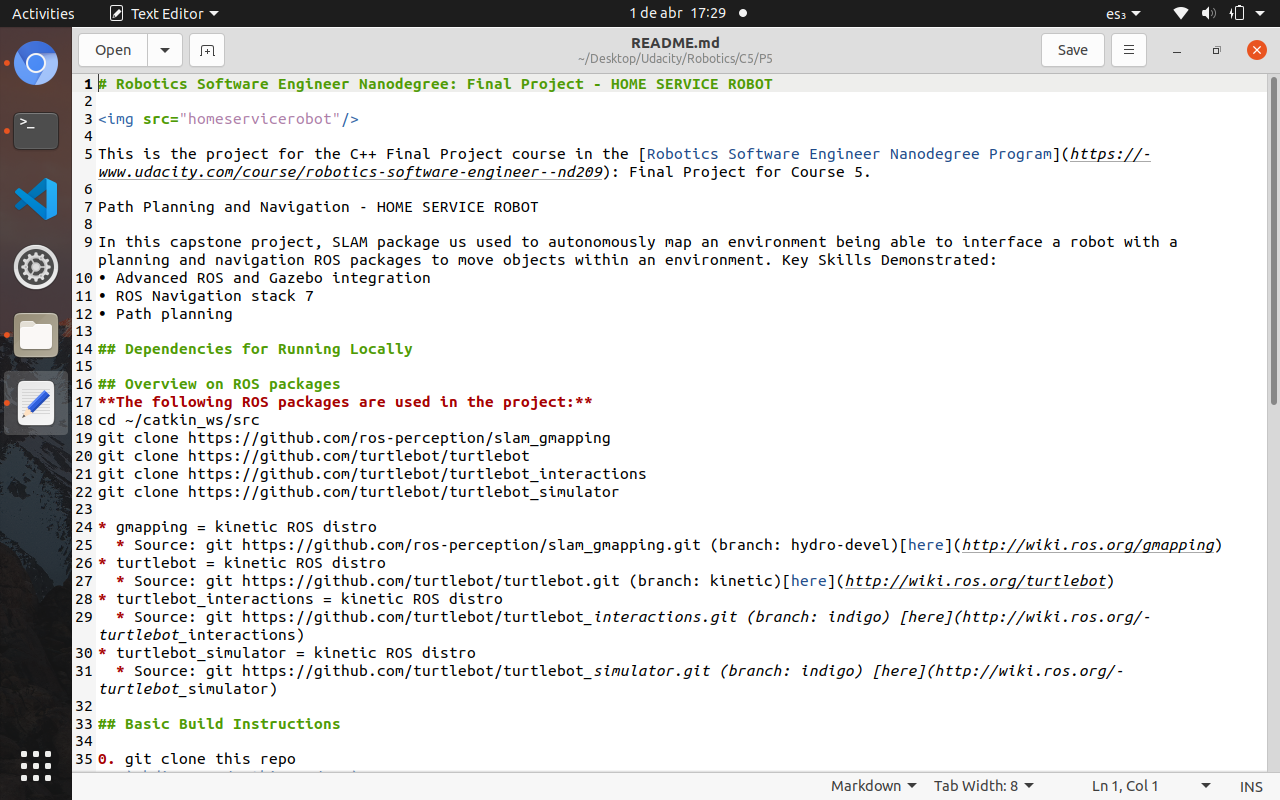 Activities
Text Editor
1 de abr 17:29
es₃
Open
README.md
~/Desktop/Udacity/Robotics/C5/P5
Save
1 # Robotics Software Engineer Nanodegree: Final Project - HOME SERVICE ROBOT
2
3 <img src="homeservicerobot"/>
4
5 This is the project for the C++ Final Project course in the [Robotics Software Engineer Nanodegree Program](https://-
www.udacity.com/course/robotics-software-engineer--nd209): Final Project for Course 5.
6
7 Path Planning and Navigation - HOME SERVICE ROBOT
8
9 In this capstone project, SLAM package us used to autonomously map an environment being able to interface a robot with a
planning and navigation ROS packages to move objects within an environment. Key Skills Demonstrated:
10 • Advanced ROS and Gazebo integration
11 • ROS Navigation stack 7
12 • Path planning
13
14 ## Dependencies for Running Locally
15
16 ## Overview on ROS packages
17 **The following ROS packages are used in the project:**
18 cd ~/catkin_ws/src
19 git clone https://github.com/ros-perception/slam_gmapping
20 git clone https://github.com/turtlebot/turtlebot
21 git clone https://github.com/turtlebot/turtlebot_interactions
22 git clone https://github.com/turtlebot/turtlebot_simulator
23
24 * gmapping = kinetic ROS distro
25   * Source: git https://github.com/ros-perception/slam_gmapping.git (branch: hydro-devel)[here](http://wiki.ros.org/gmapping)
26 * turtlebot = kinetic ROS distro
27   * Source: git https://github.com/turtlebot/turtlebot.git (branch: kinetic)[here](http://wiki.ros.org/turtlebot)
28 * turtlebot_interactions = kinetic ROS distro
29   * Source: git https://github.com/turtlebot/turtlebot_interactions.git (branch: indigo) [here](http://wiki.ros.org/-
turtlebot_interactions)
30 * turtlebot_simulator = kinetic ROS distro
31   * Source: git https://github.com/turtlebot/turtlebot_simulator.git (branch: indigo) [here](http://wiki.ros.org/-
turtlebot_simulator)
32
33 ## Basic Build Instructions
34
35 0. git clone this repo
Markdown
Tab Width: 8
Ln 1, Col 1
INS